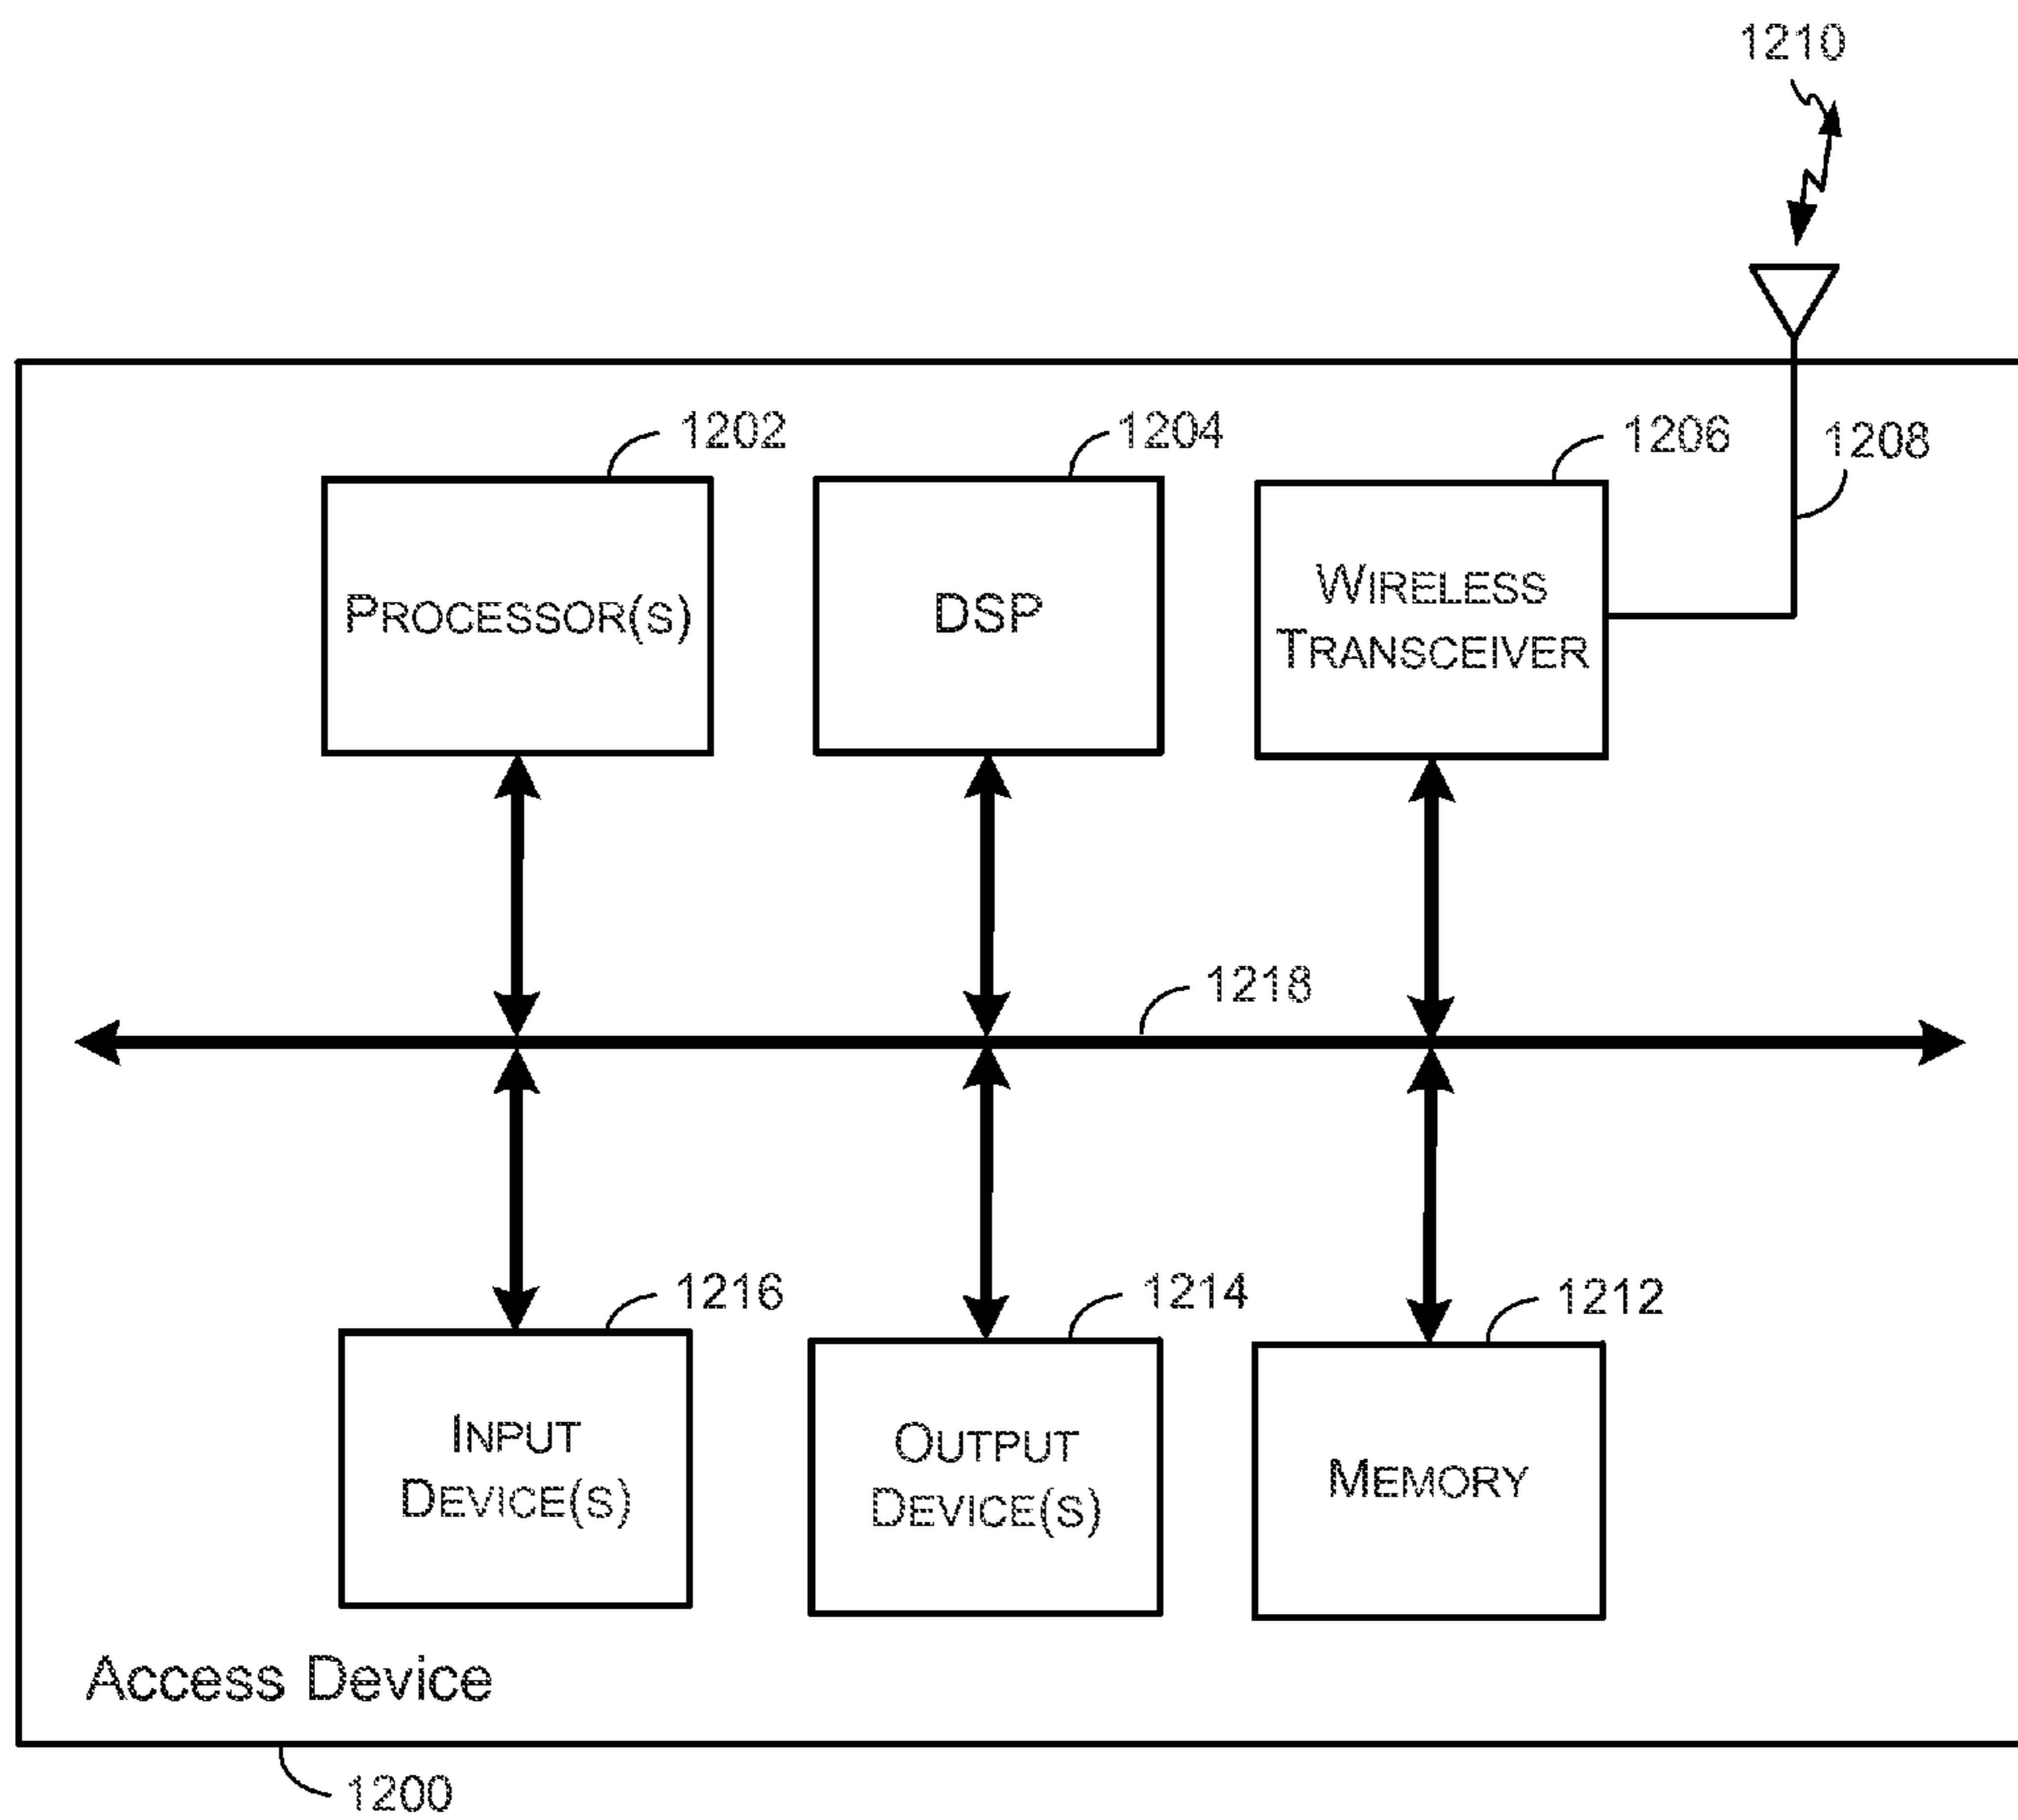 1210
1202
1204
1206
1208
PROCESSOR(S)
DSP
WIRELESS
TRANSCEIVER
1218
1216
1214
1212
INPUT
DEVICE(S)
OUTPUT
DEVICE(S)
MEMORY
Access Device
1200